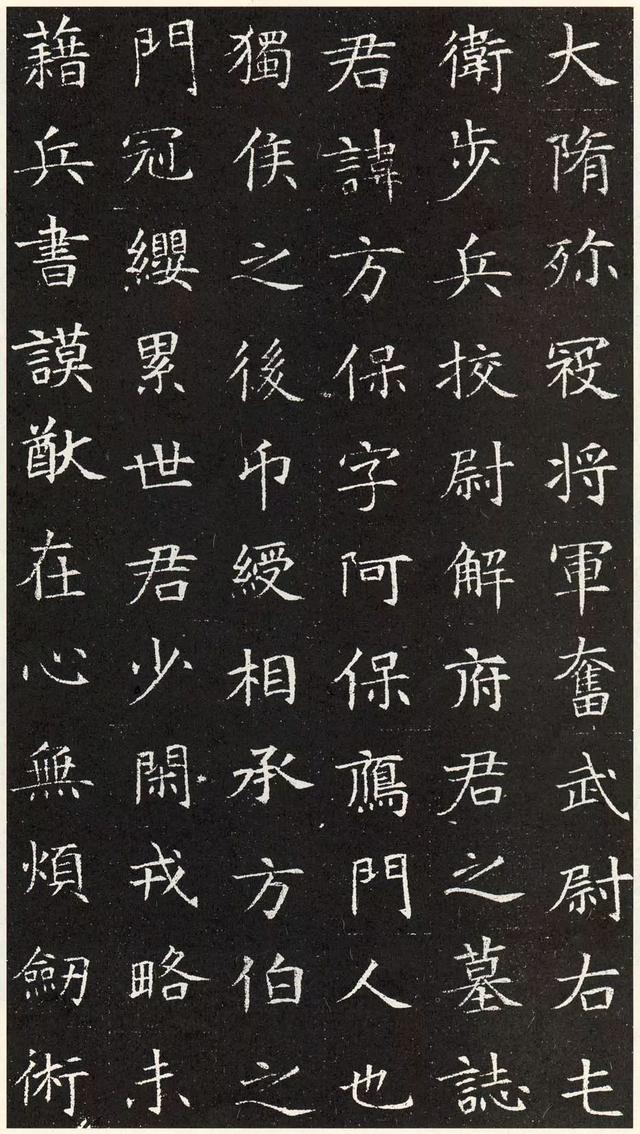 大隋殄寇将軍奮武尉右屯
衛步兵挍尉解府君之墓誌
君諱方保字阿保鴈門人也
獨侯之後印綬相承方伯之
門冠纓累世君少閑戎略未
藉兵書謨猷在心無煩劒術